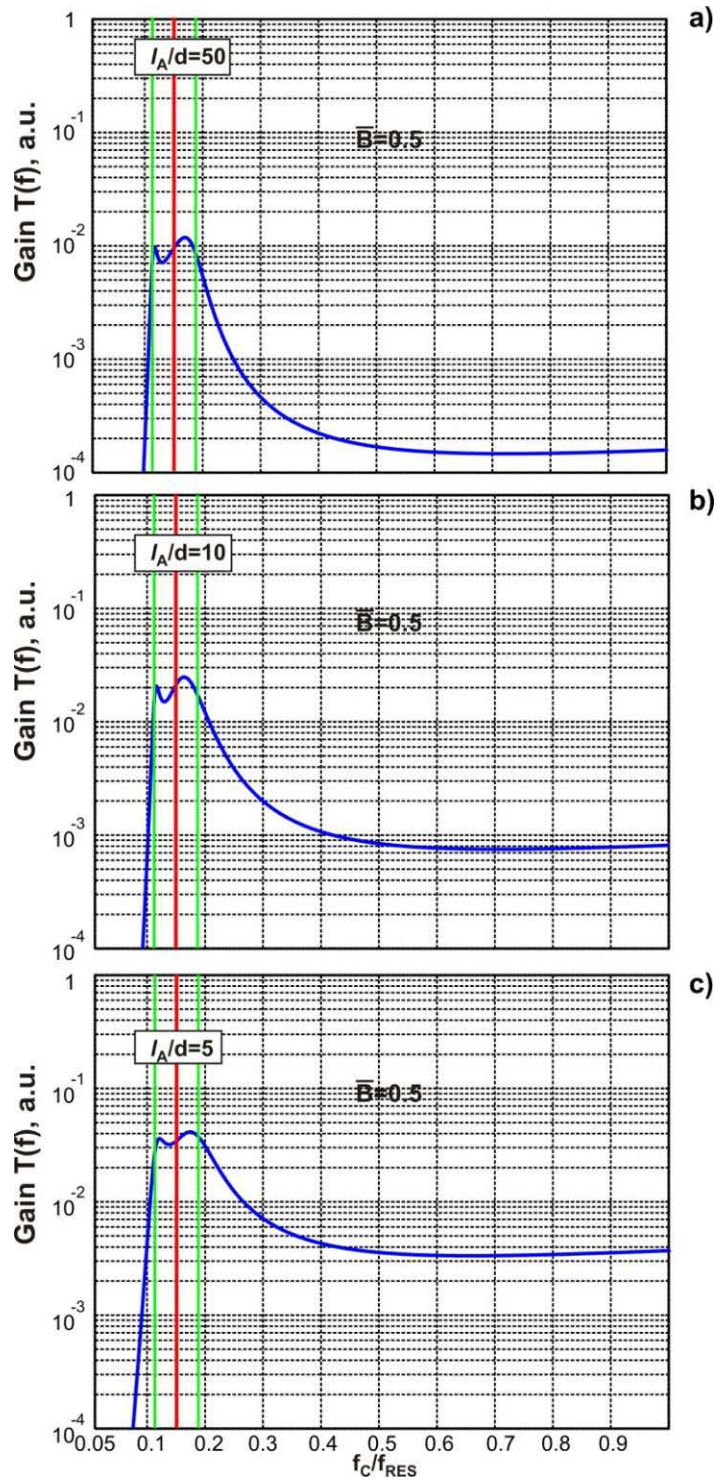 a)
1
l_A/d=50
10^-1
B̅=0.5
10^-2
10^-3
10^-4
Gain T(f), a.u.
b)
1
l_A/d=10
10^-1
B̅=0.5
10^-2
10^-3
10^-4
Gain T(f), a.u.
c)
1
l_A/d=5
10^-1
B̅=0.5
10^-2
10^-3
10^-4
Gain T(f), a.u.
0.05 0.1 0.2 0.3 0.4 0.5 0.6 0.7 0.8 0.9
f_C/f_RES